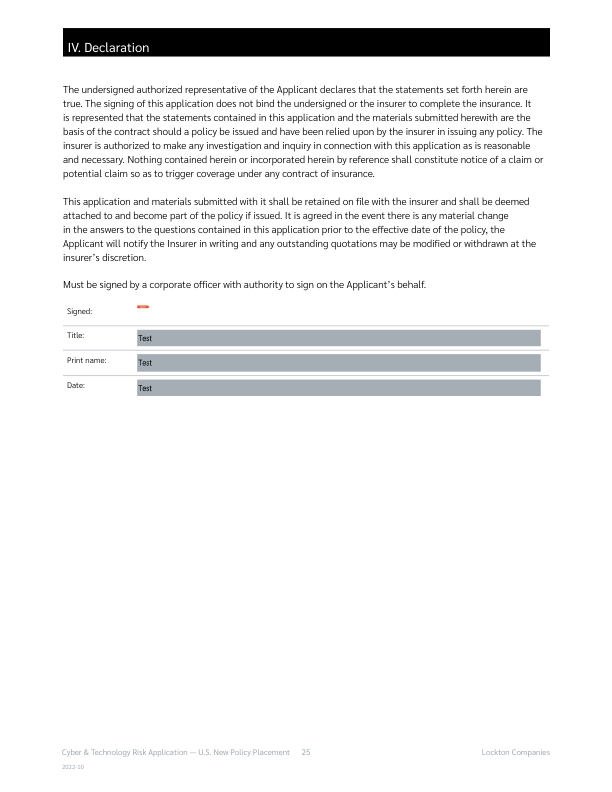 IV. Declaration
The undersigned authorized representative of the Applicant declares that the statements set forth herein are
true. The signing of this application does not bind the undersigned or the insurer to complete the insurance. It
is represented that the statements contained in this application and the materials submitted herewith are the
basis of the contract should a policy be issued and have been relied upon by the insurer in issuing any policy. The
insurer is authorized to make any investigation and inquiry in connection with this application as is reasonable
and necessary. Nothing contained herein or incorporated herein by reference shall constitute notice of a claim or
potential claim so as to trigger coverage under any contract of insurance.
This application and materials submitted with it shall be retained on file with the insurer and shall be deemed
attached to and become part of the policy if issued. It is agreed in the event there is any material change
in the answers to the questions contained in this application prior to the effective date of the policy, the
Applicant will notify the Insurer in writing and any outstanding quotations may be modified or withdrawn at the
insurer's discretion.
Must be signed by a corporate officer with authority to sign on the Applicant's behalf.
Signed:
Title: Test
Print name: Test
Date: Test
Cyber & Technology Risk Application — U.S. New Policy Placement 25 Lockton Companies
2022-10